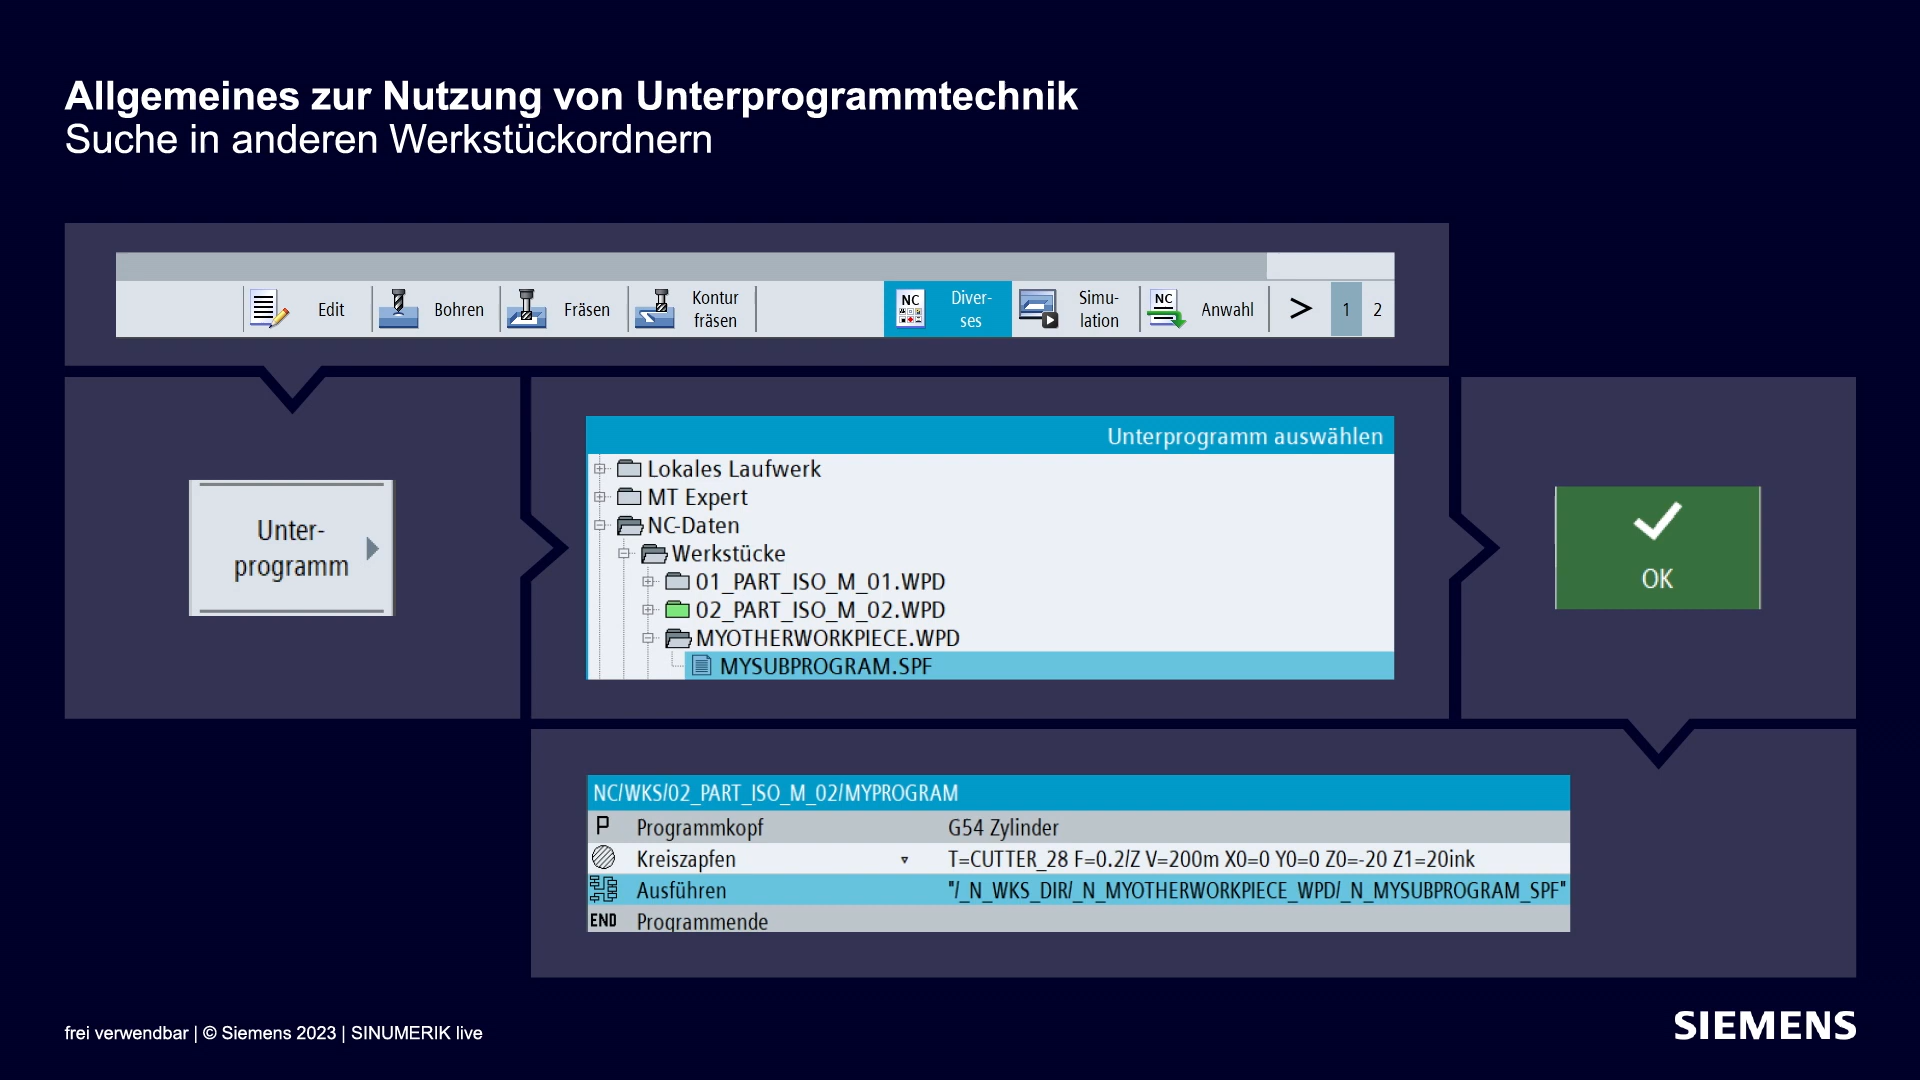 Allgemeines zur Nutzung von Unterprogrammtechnik
Suche in anderen Werkstückordnern
Edit
Bohren
Fräsen
Kontur
fräsen
NC
Diver-
ses
Simu-
lation
NC
Anwahl
>
1
2
Unter-
programm
Unterprogramm auswählen
Lokales Laufwerk
MT Expert
NC-Daten
Werkstücke
01_PART_ISO_M_01.WPD
02_PART_ISO_M_02.WPD
MYOTHERWORKPIECE.WPD
MYSUBPROGRAM.SPF
OK
NC/WKS/02_PART_ISO_M_02/MYPROGRAM
P Programmkopf G54 Zylinder
Kreiszapfen T=CUTTER_28 F=0.2/Z V=200m X0=0 Y0=0 Z0=-20 Z1=20ink
Ausführen "/_N_WKS_DIR/_N_MYOTHERWORKPIECE_WPD/_N_MYSUBPROGRAM_SPF"
END Programmende
frei verwendbar | © Siemens 2023 | SINUMERIK live
SIEMENS